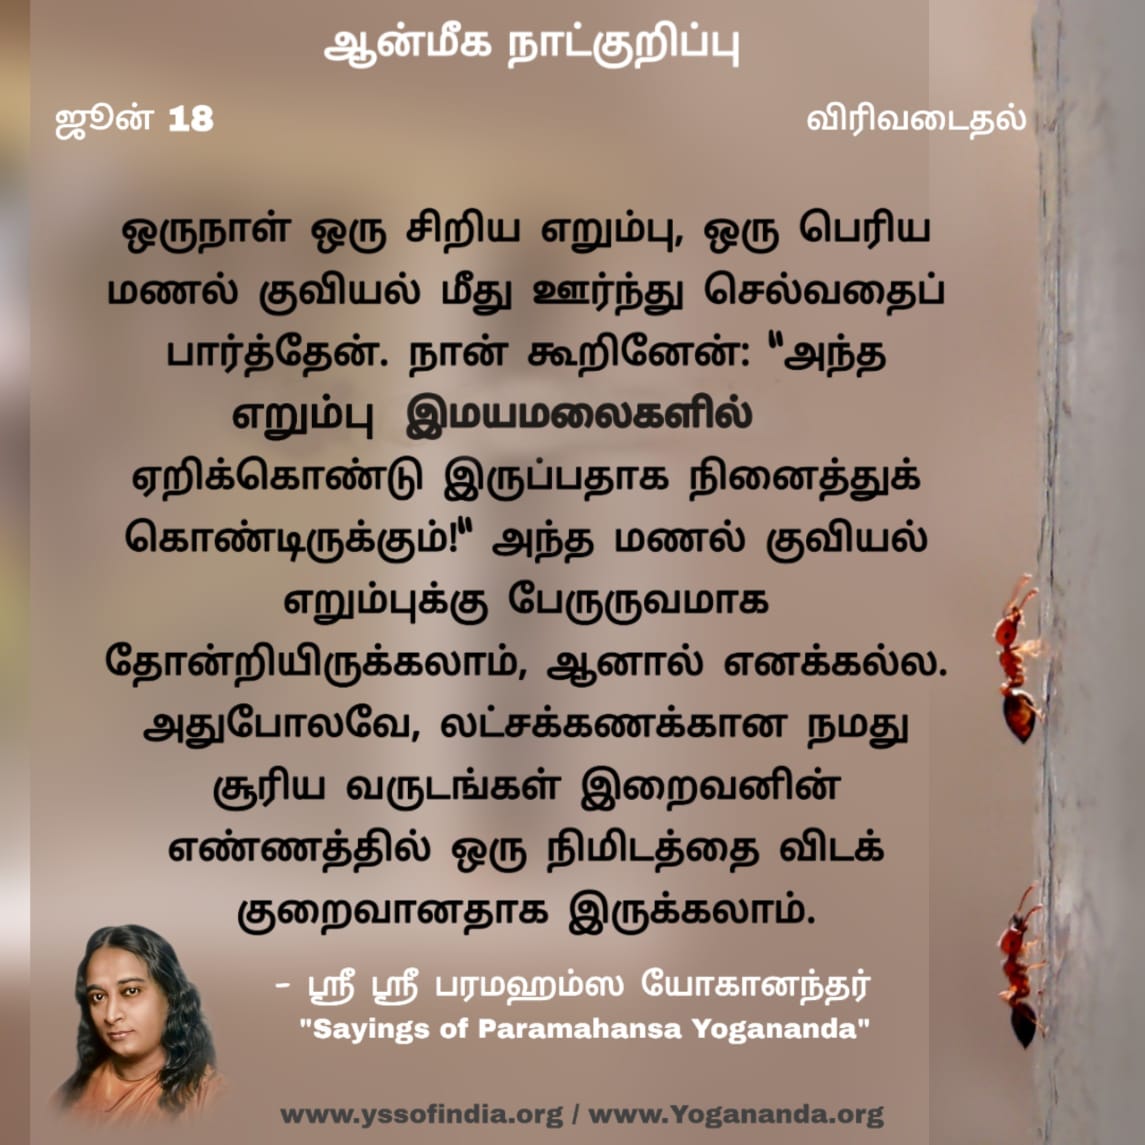 ஆன்மீக நாட்குறிப்பு
ஜூன் 18
விரிவடைதல்
ஒருநாள் ஒரு சிறிய எறும்பு, ஒரு பெரிய
மணல் குவியல் மீது ஊர்ந்து செல்வதைப்
பார்த்தேன். நான் கூறினேன்: "அந்த
எறும்பு இமயமலைகளில்
ஏறிக்கொண்டு இருப்பதாக நினைத்துக்
கொண்டிருக்கும்!" அந்த மணல் குவியல்
எறும்புக்கு பேருருவமாக
தோன்றியிருக்கலாம், ஆனால் எனக்கல்ல.
அதுபோலவே, லட்சக்கணக்கான நமது
சூரிய வருடங்கள் இறைவனின்
எண்ணத்தில் ஒரு நிமிடத்தை விடக்
குறைவானதாக இருக்கலாம்.
- ஸ்ரீ ஸ்ரீ பரமஹம்ஸ யோகானந்தர்
"Sayings of Paramahansa Yogananda"
www.yssofindia.org / www.Yogananda.org